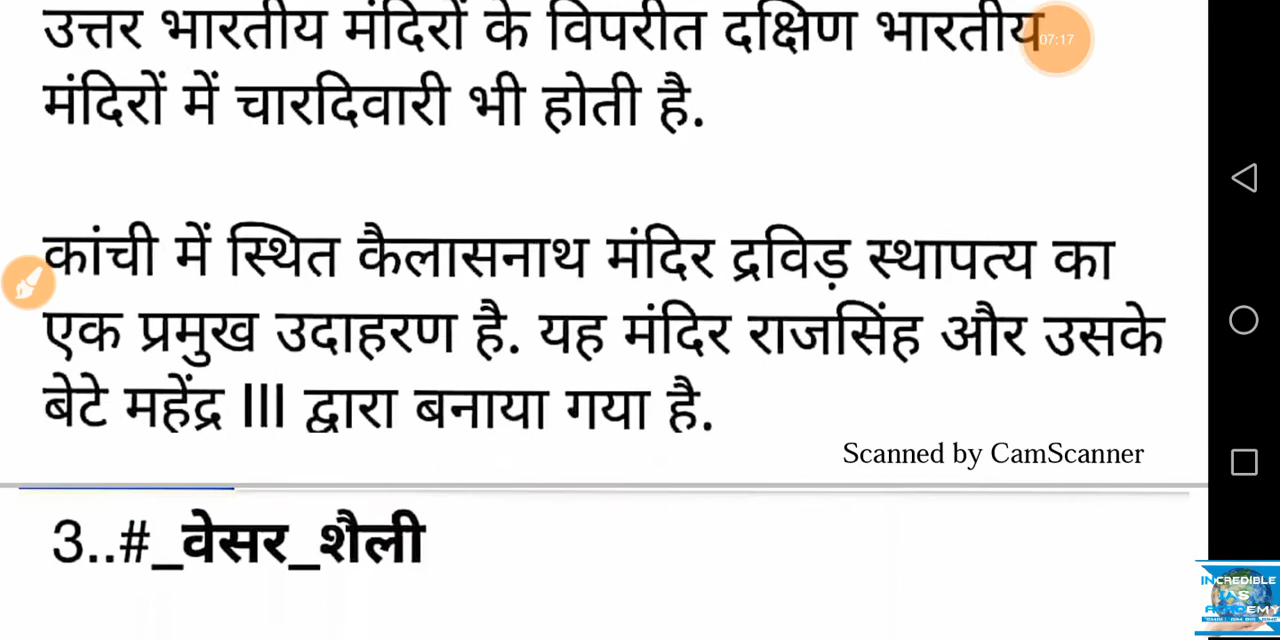 उत्तर भारतीय मंदिरों के विपरीत दक्षिण भारतीय
07:17
मंदिरों में चारदिवारी भी होती है.
कांची में स्थित कैलासनाथ मंदिर द्रविड़ स्थापत्य का
एक प्रमुख उदाहरण है. यह मंदिर राजसिंह और उसके
बेटे महेंद्र III द्वारा बनाया गया है.
Scanned by CamScanner
3..#_वेसर_शैली
INCREDIBLE
IAS
ACADEMY